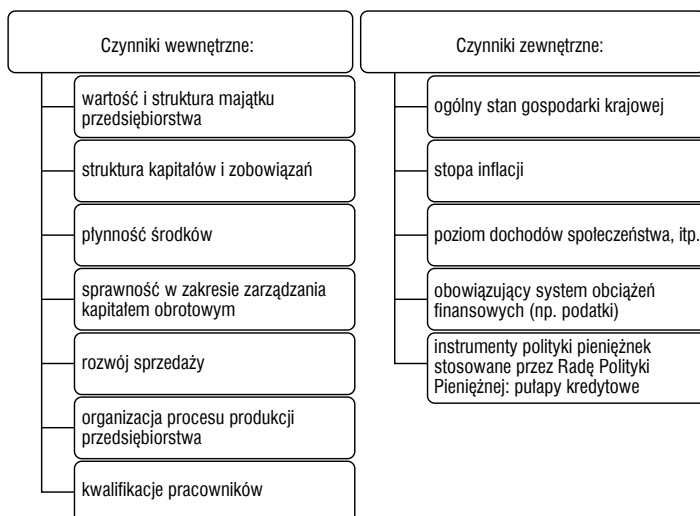 Czynniki wewnętrzne:
wartość i struktura majątku
przedsiębiorstwa
struktura kapitałów i zobowiązań
płynność środków
sprawność w zakresie zarządzania
kapitałem obrotowym
rozwój sprzedaży
organizacja procesu produkcji
przedsiębiorstwa
kwalifikacje pracowników
Czynniki zewnętrzne:
ogólny stan gospodarki krajowej
stopa inflacji
poziom dochodów społeczeństwa, itp.
obowiązujący system obciążeń
finansowych (np. podatki)
instrumenty polityki pieniężnek
stosowane przez Radę Polityki
Pieniężnej: pułapy kredytowe